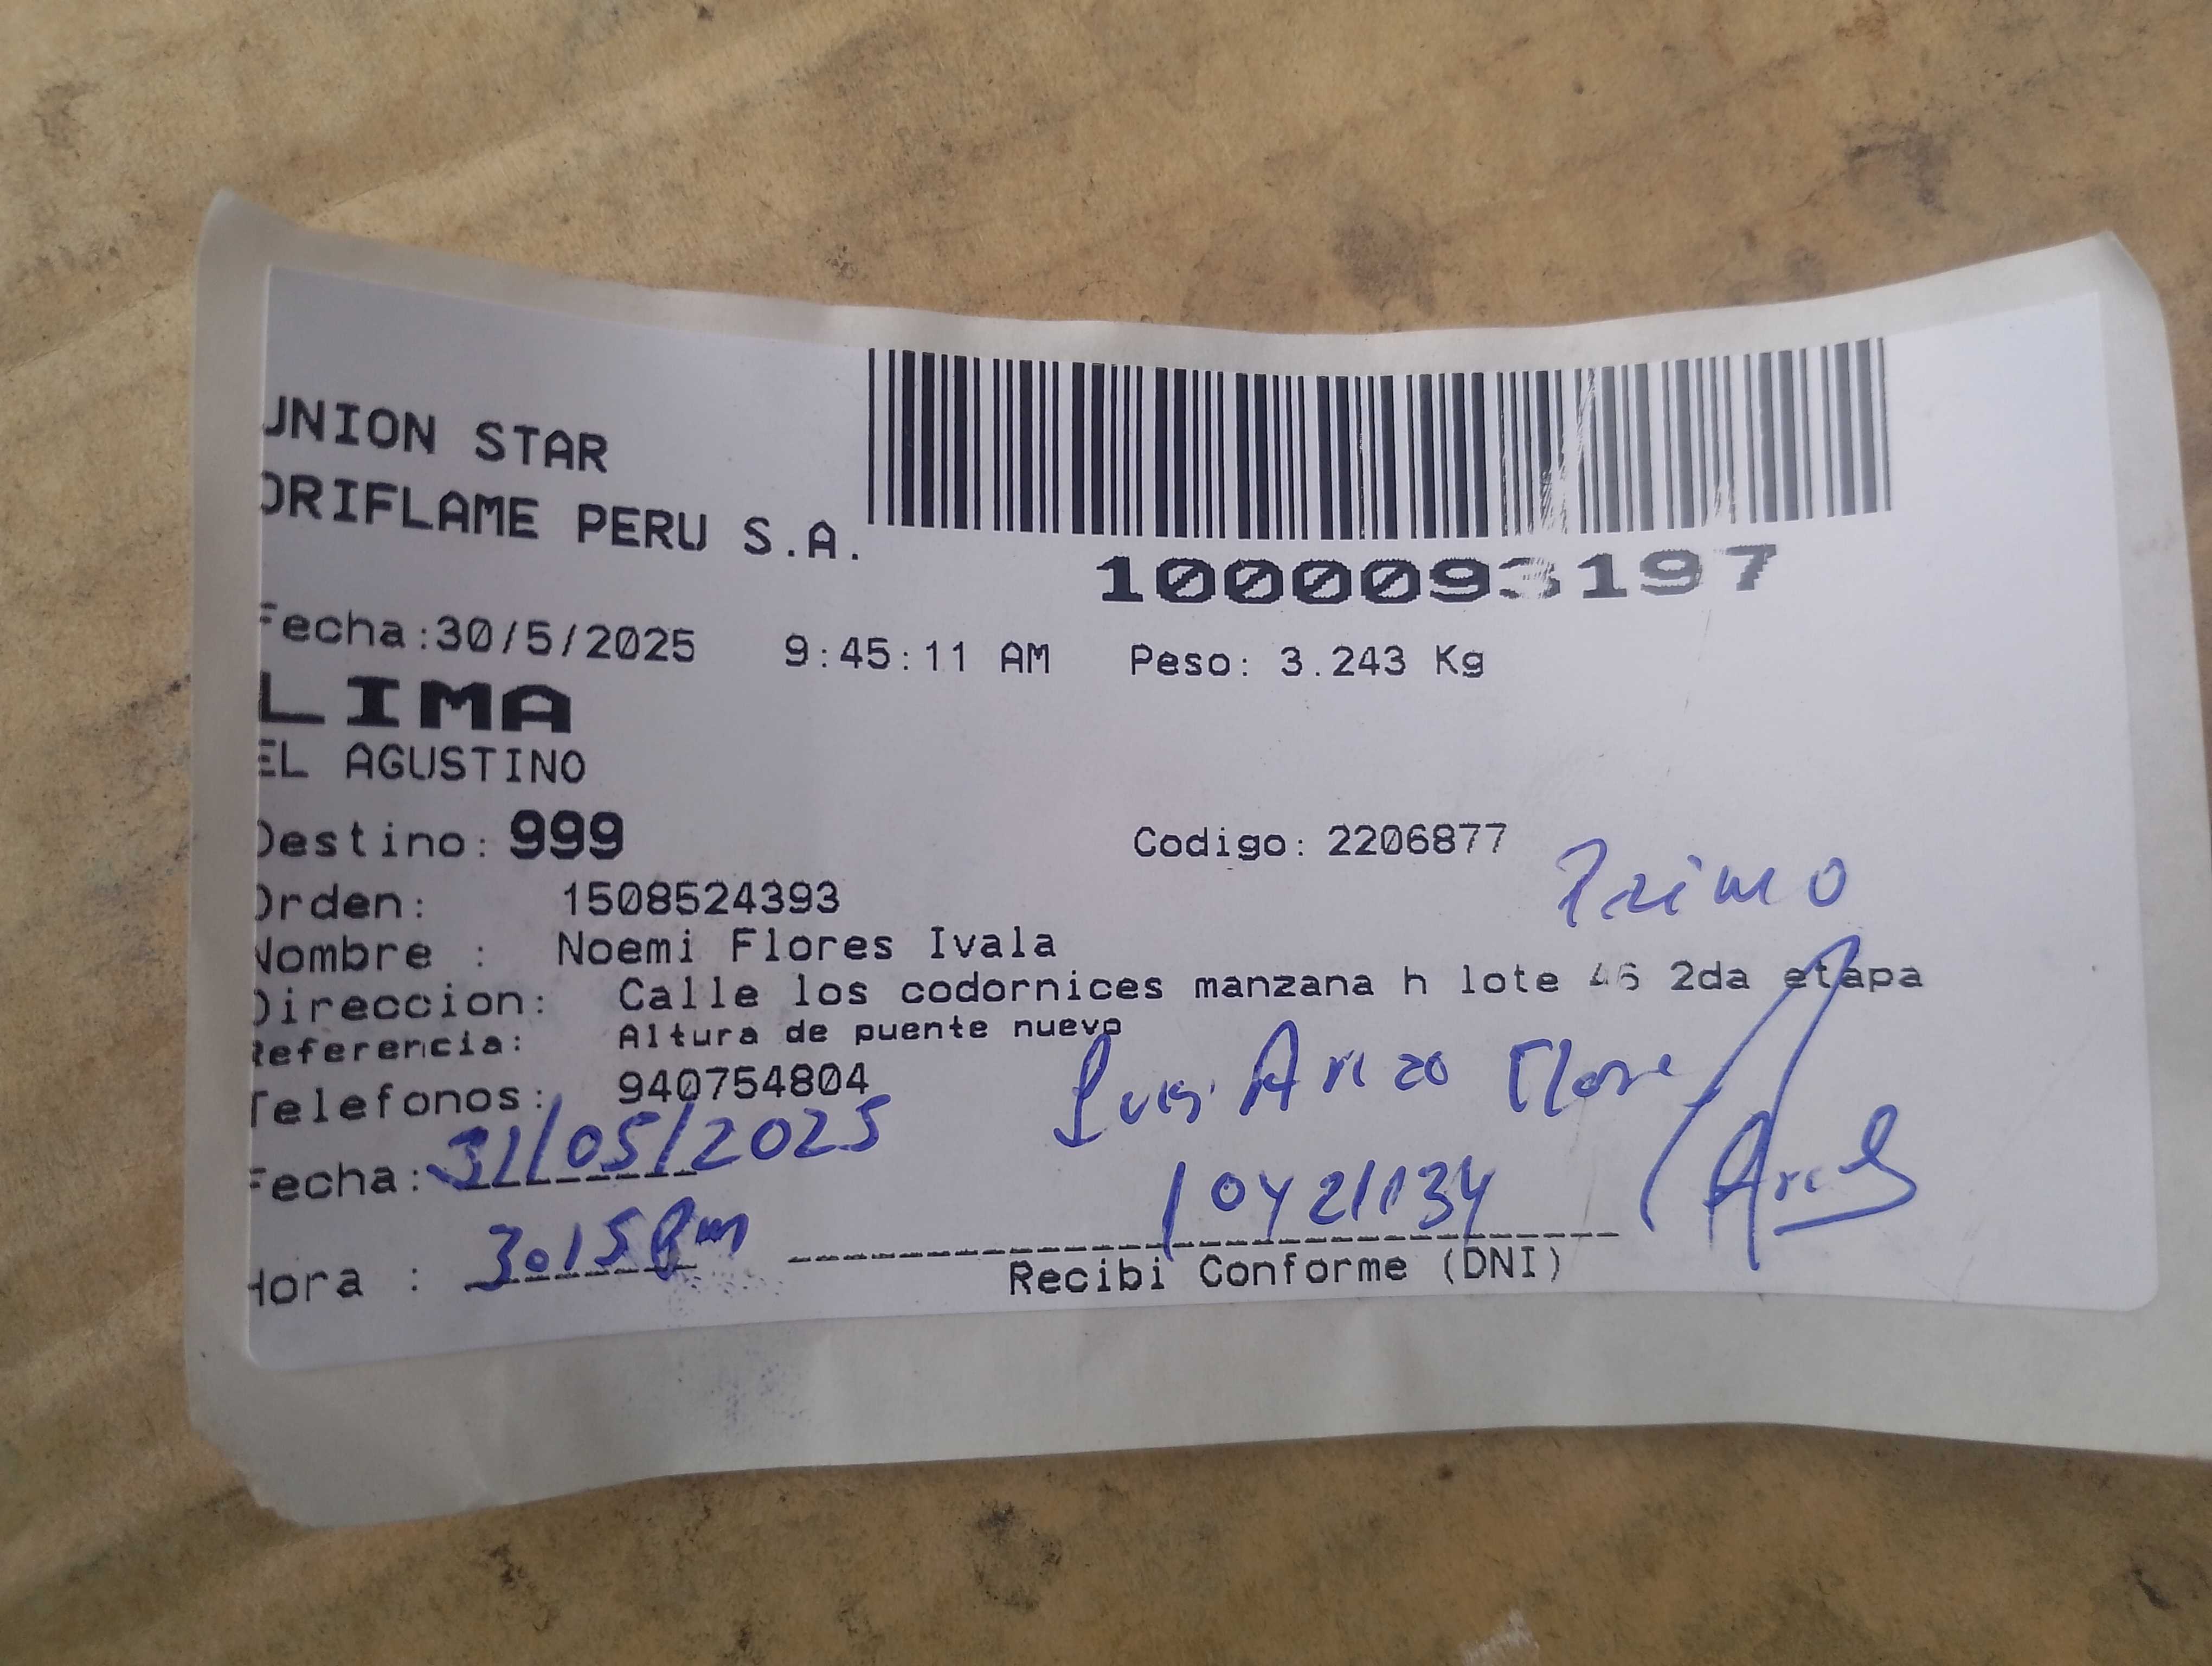 UNION STAR
ORIFLAME PERU S.A.
1000093197
Fecha:30/5/2025 9:45:11 AM Peso: 3.243 Kg
LIMA
EL AGUSTINO
Destino: 999 Codigo: 2206877
Primo
Orden: 1508524393
Nombre : Noemi Flores Ivala
Direccion: Calle los codornices manzana h lote 46 2da etapa
Referencia: Altura de puente nuevo
Telefonos: 940754804
Luis Flores
Fecha: 31/05/2025
10421134
Hora : 3:15 Pm
Recibi Conforme (DNI)